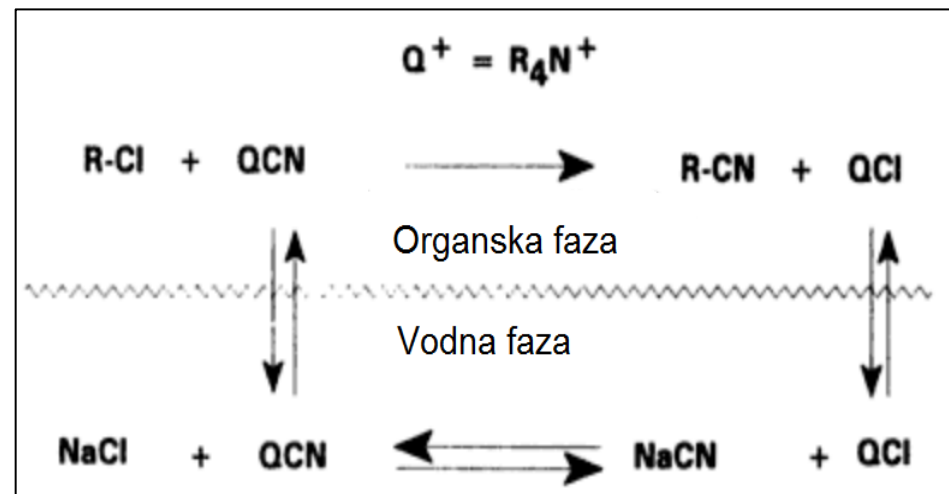 Q⁺ = R₄N⁺
R-Cl + QCN R-CN + QCl
Organska faza
Vodna faza
NaCl + QCN NaCN + QCl